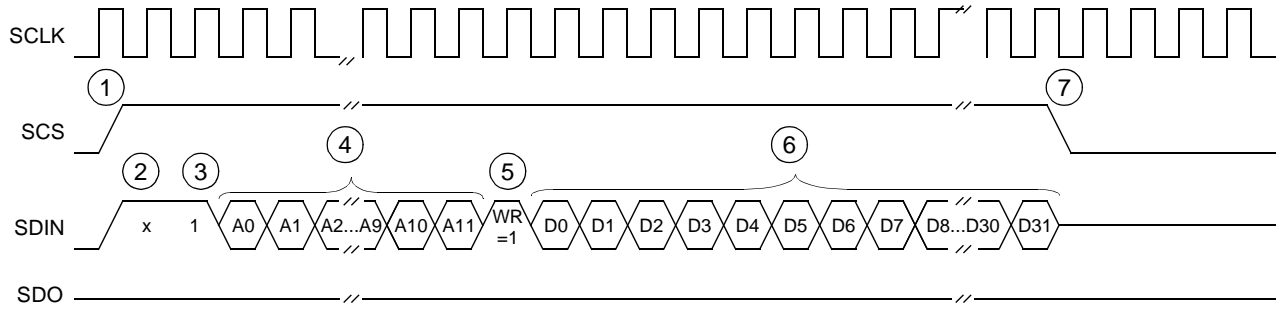 SCLK
1
7
SCS
2
3
4
5
6
SDIN
x
1
A0
A1
A2...A9
A10
A11
WR
=1
D0
D1
D2
D3
D4
D5
D6
D7
D8...D30
D31
SDO